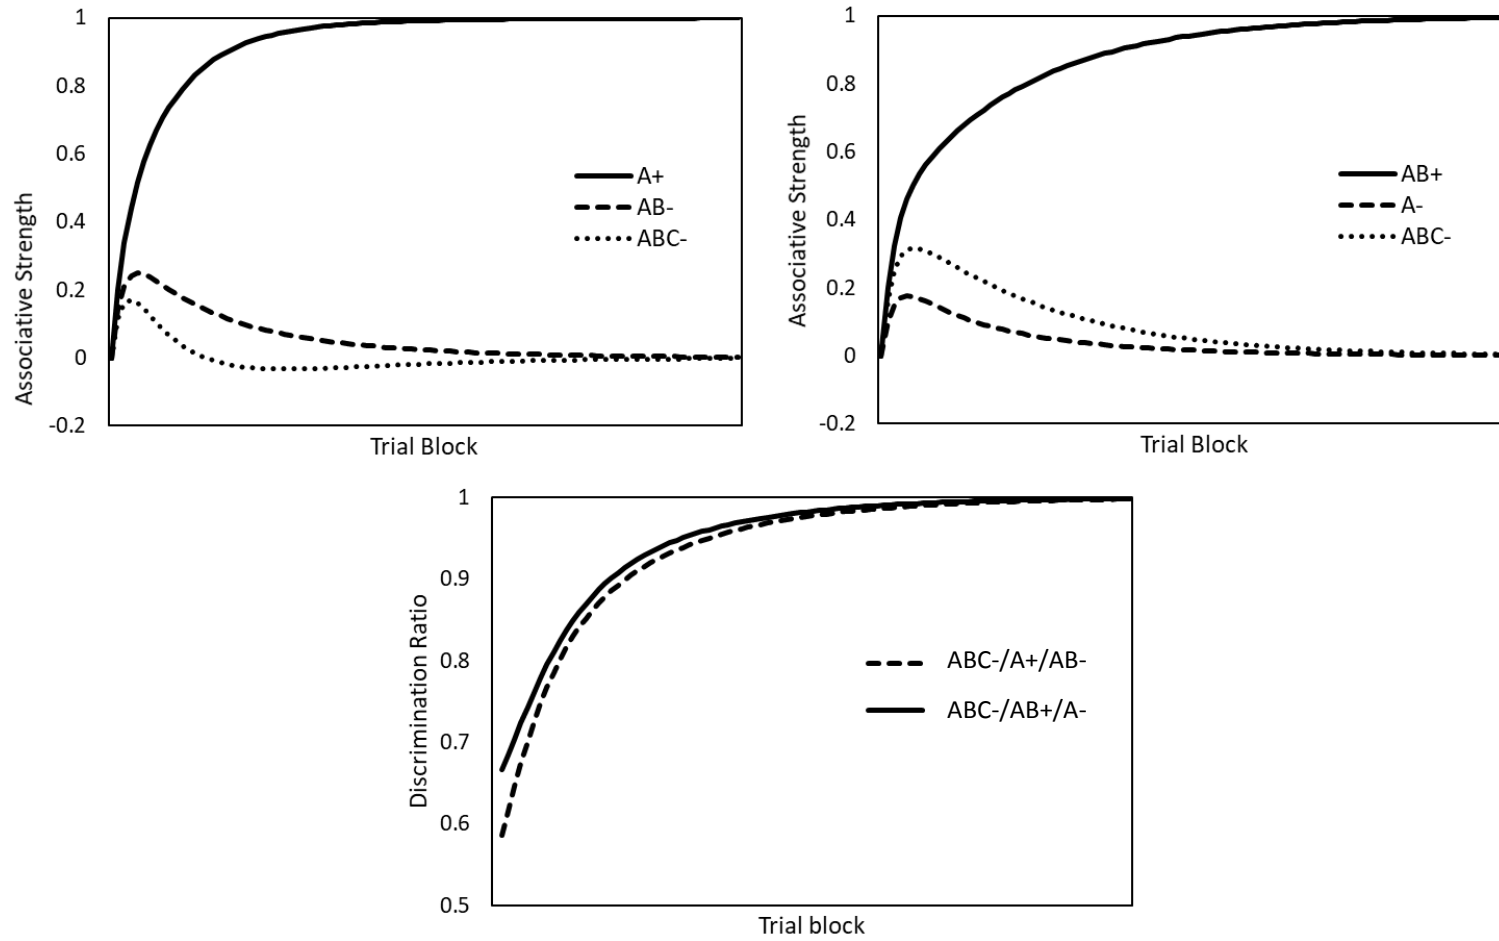 1
0.8
0.6
0.4
0.2
0
-0.2
Associative Strength
Trial Block
A+
AB-
ABC-
1
0.8
0.6
0.4
0.2
0
-0.2
Associative Strength
Trial Block
AB+
A-
ABC-
1
0.9
0.8
0.7
0.6
0.5
Discrimination Ratio
Trial block
ABC-/A+/AB-
ABC-/AB+/A-